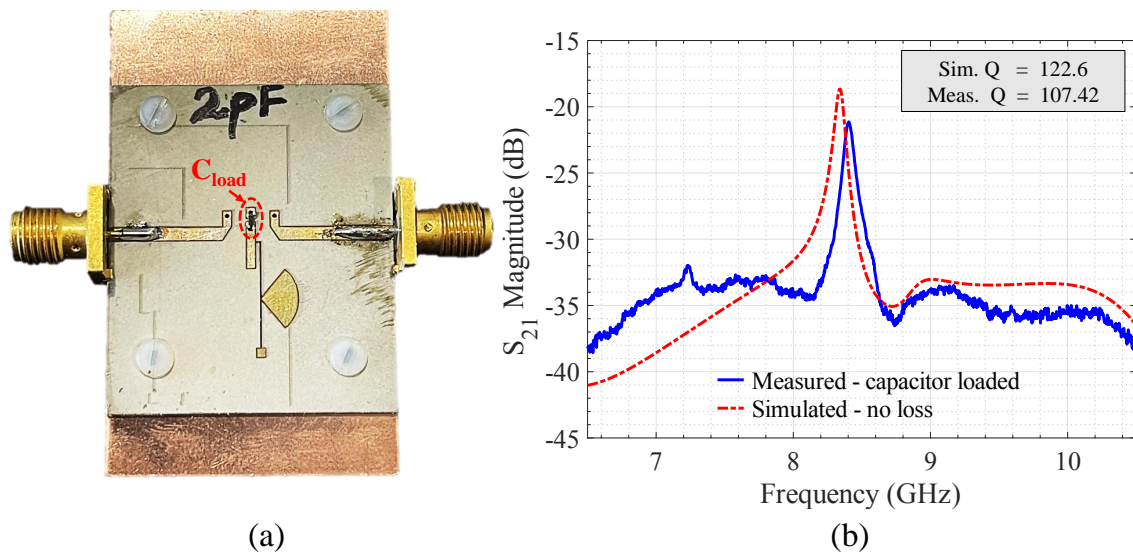 2pF
C_load
(a)
-15
-20
-25
-30
-35
-40
-45
S_21 Magnitude (dB)
Sim. Q = 122.6
Meas. Q = 107.42
Measured - capacitor loaded
Simulated - no loss
7 8 9 10
Frequency (GHz)
(b)